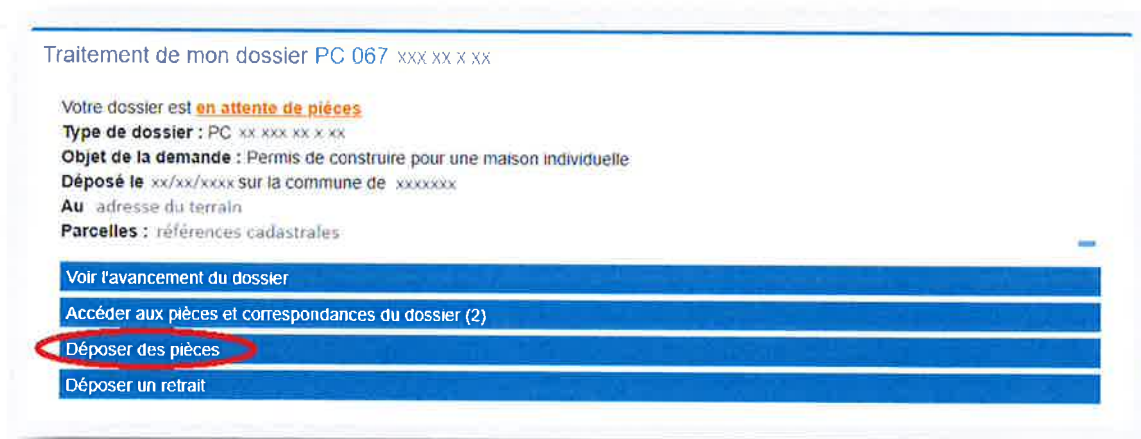 Traitement de mon dossier PC 067 xxx xx x xx
Votre dossier est en attente de pièces
Type de dossier : PC xx xxx xx x xx
Objet de la demande : Permis de construire pour une maison individuelle
Déposé le xx/xx/xxxx sur la commune de xxxxxxx
Au adresse du terrain
Parcelles : références cadastrales
Voir l'avancement du dossier
Accéder aux pièces et correspondances du dossier (2)
Déposer des pièces
Déposer un retrait